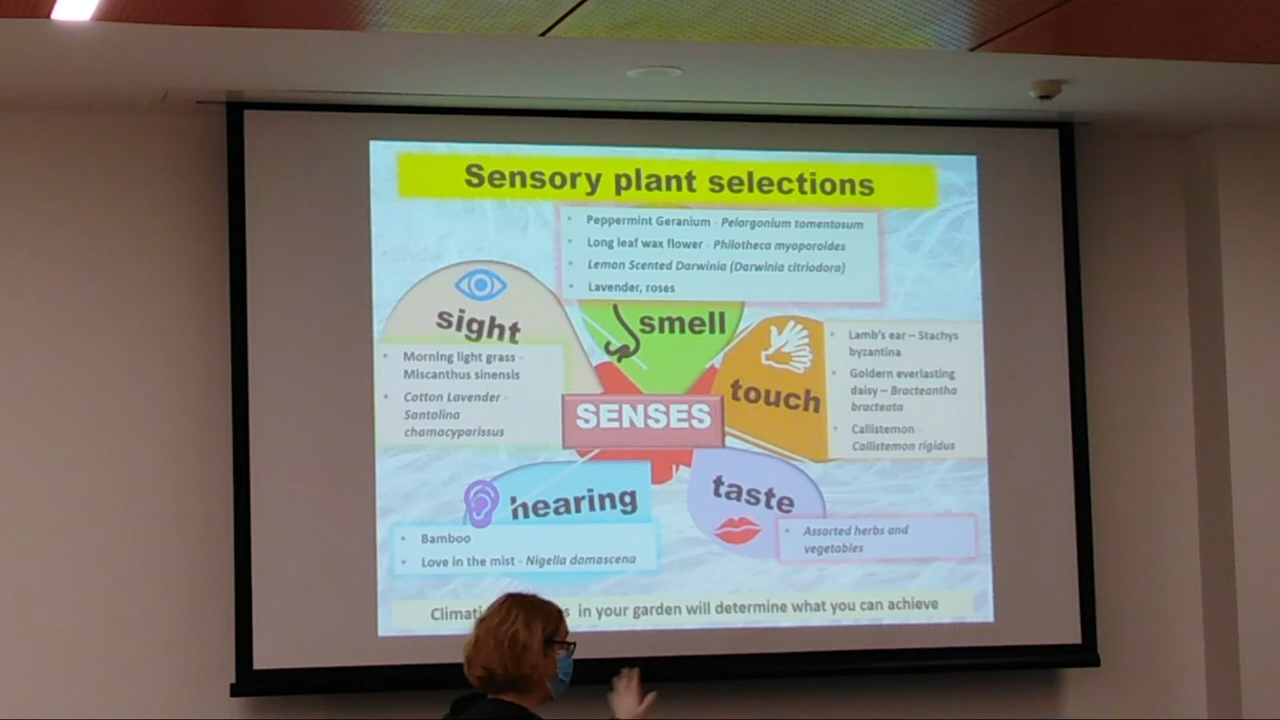 Sensory plant selections
• Peppermint Geranium - Pelargonium tomentosum
• Long leaf wax flower - Philotheca myoporoides
• Lemon Scented Darwinia (Darwinia citriodora)
• Lavender, roses
sight
• Morning light grass -
Miscanthus sinensis
• Cotton Lavender -
Santolina
chamacyparissus
smell
touch
• Lamb's ear – Stachys
byzantina
• Goldern everlasting
daisy – Bracteantha
bracteata
• Callistemon -
Callistemon rigidus
SENSES
hearing
• Bamboo
• Love in the mist - Nigella damascena
taste
• Assorted herbs and
vegetables
in your garden will determine what you can achieve